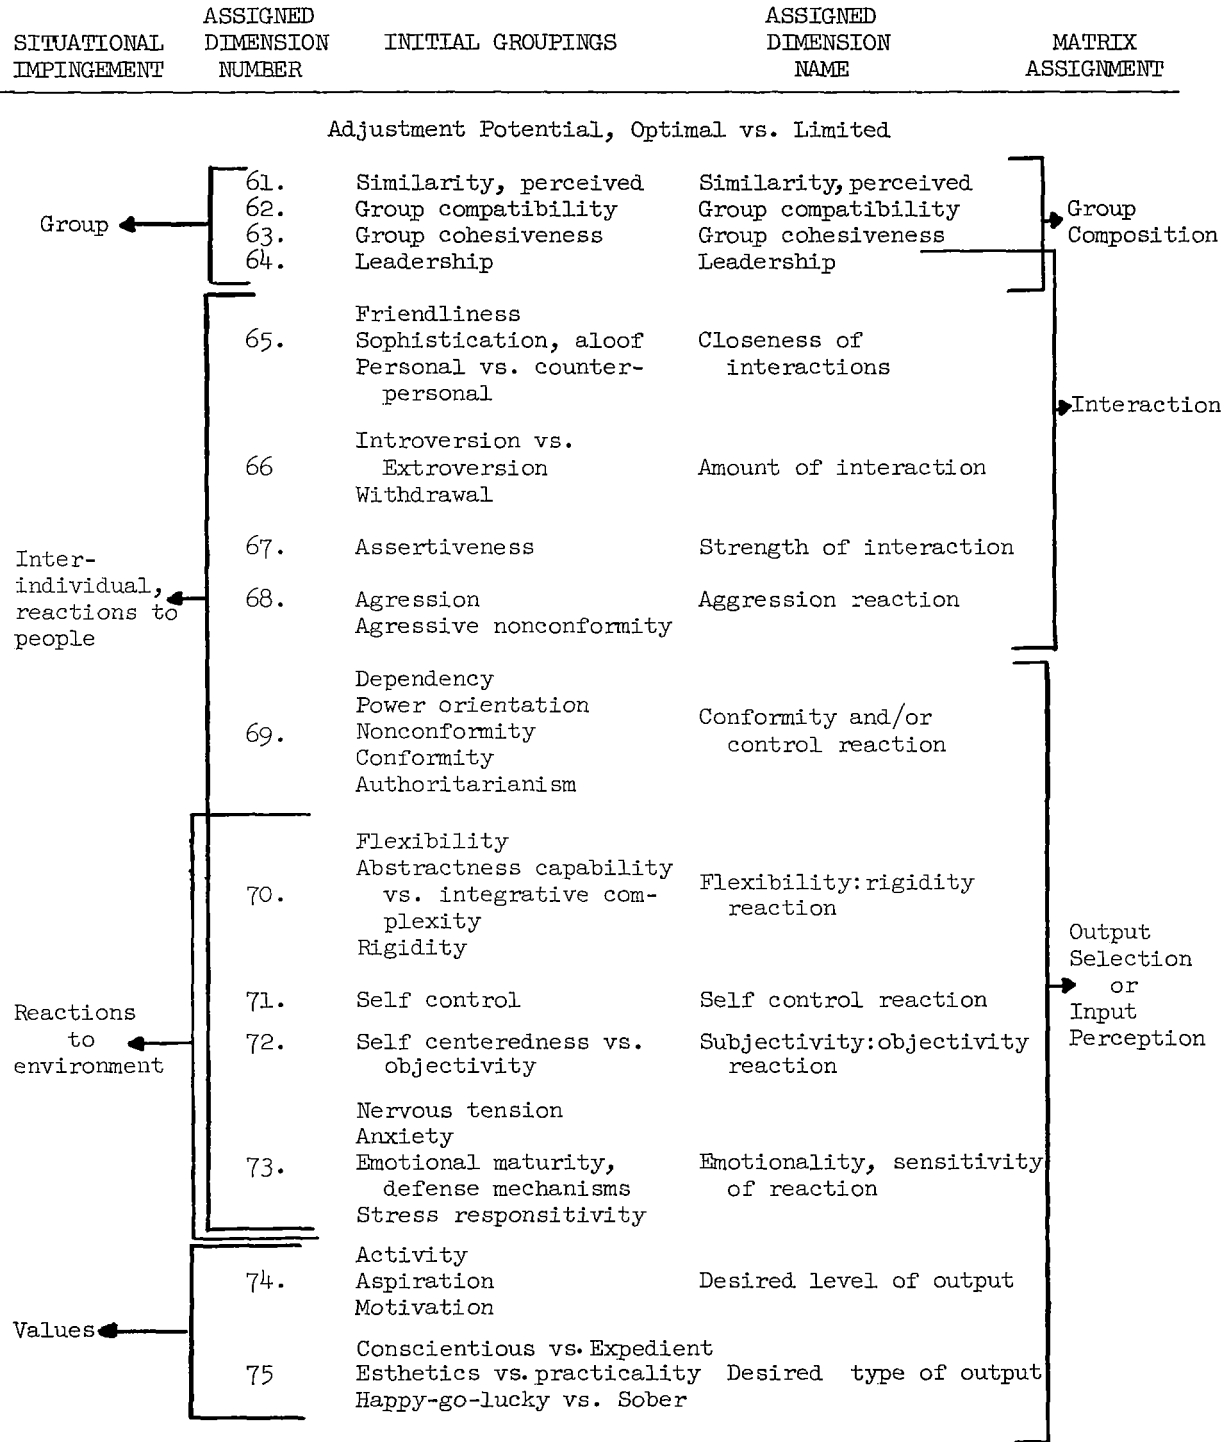 ASSIGNED ASSIGNED
SITUATIONAL DIMENSION INITIAL GROUPINGS DIMENSION MATRIX
IMPINGEMENT NUMBER NAME ASSIGNMENT
Adjustment Potential, Optimal vs. Limited
61. Similarity, perceived Similarity, perceived
Group 62. Group compatibility Group compatibility Group
63. Group cohesiveness Group cohesiveness Composition
64. Leadership Leadership
Friendliness
65. Sophistication, aloof Closeness of
Personal vs. counter- interactions
personal
Interaction
Introversion vs.
66 Extroversion Amount of interaction
Withdrawal
67. Assertiveness Strength of interaction
Inter-
individual,
reactions to
people
68. Agression Aggression reaction
Agressive nonconformity
Dependency
Power orientation Conformity and/or
69. Nonconformity control reaction
Conformity
Authoritarianism
Flexibility
Abstractness capability Flexibility:rigidity
70. vs. integrative com- reaction
plexity
Rigidity
Output
Selection
or
Input
Perception
71. Self control Self control reaction
Reactions
to
environment
72. Self centeredness vs. Subjectivity:objectivity
objectivity reaction
Nervous tension
Anxiety
73. Emotional maturity, Emotionality, sensitivity
defense mechanisms of reaction
Stress responsitivity
Activity
74. Aspiration Desired level of output
Motivation
Values
Conscientious vs. Expedient
75 Esthetics vs. practicality Desired type of output
Happy-go-lucky vs. Sober